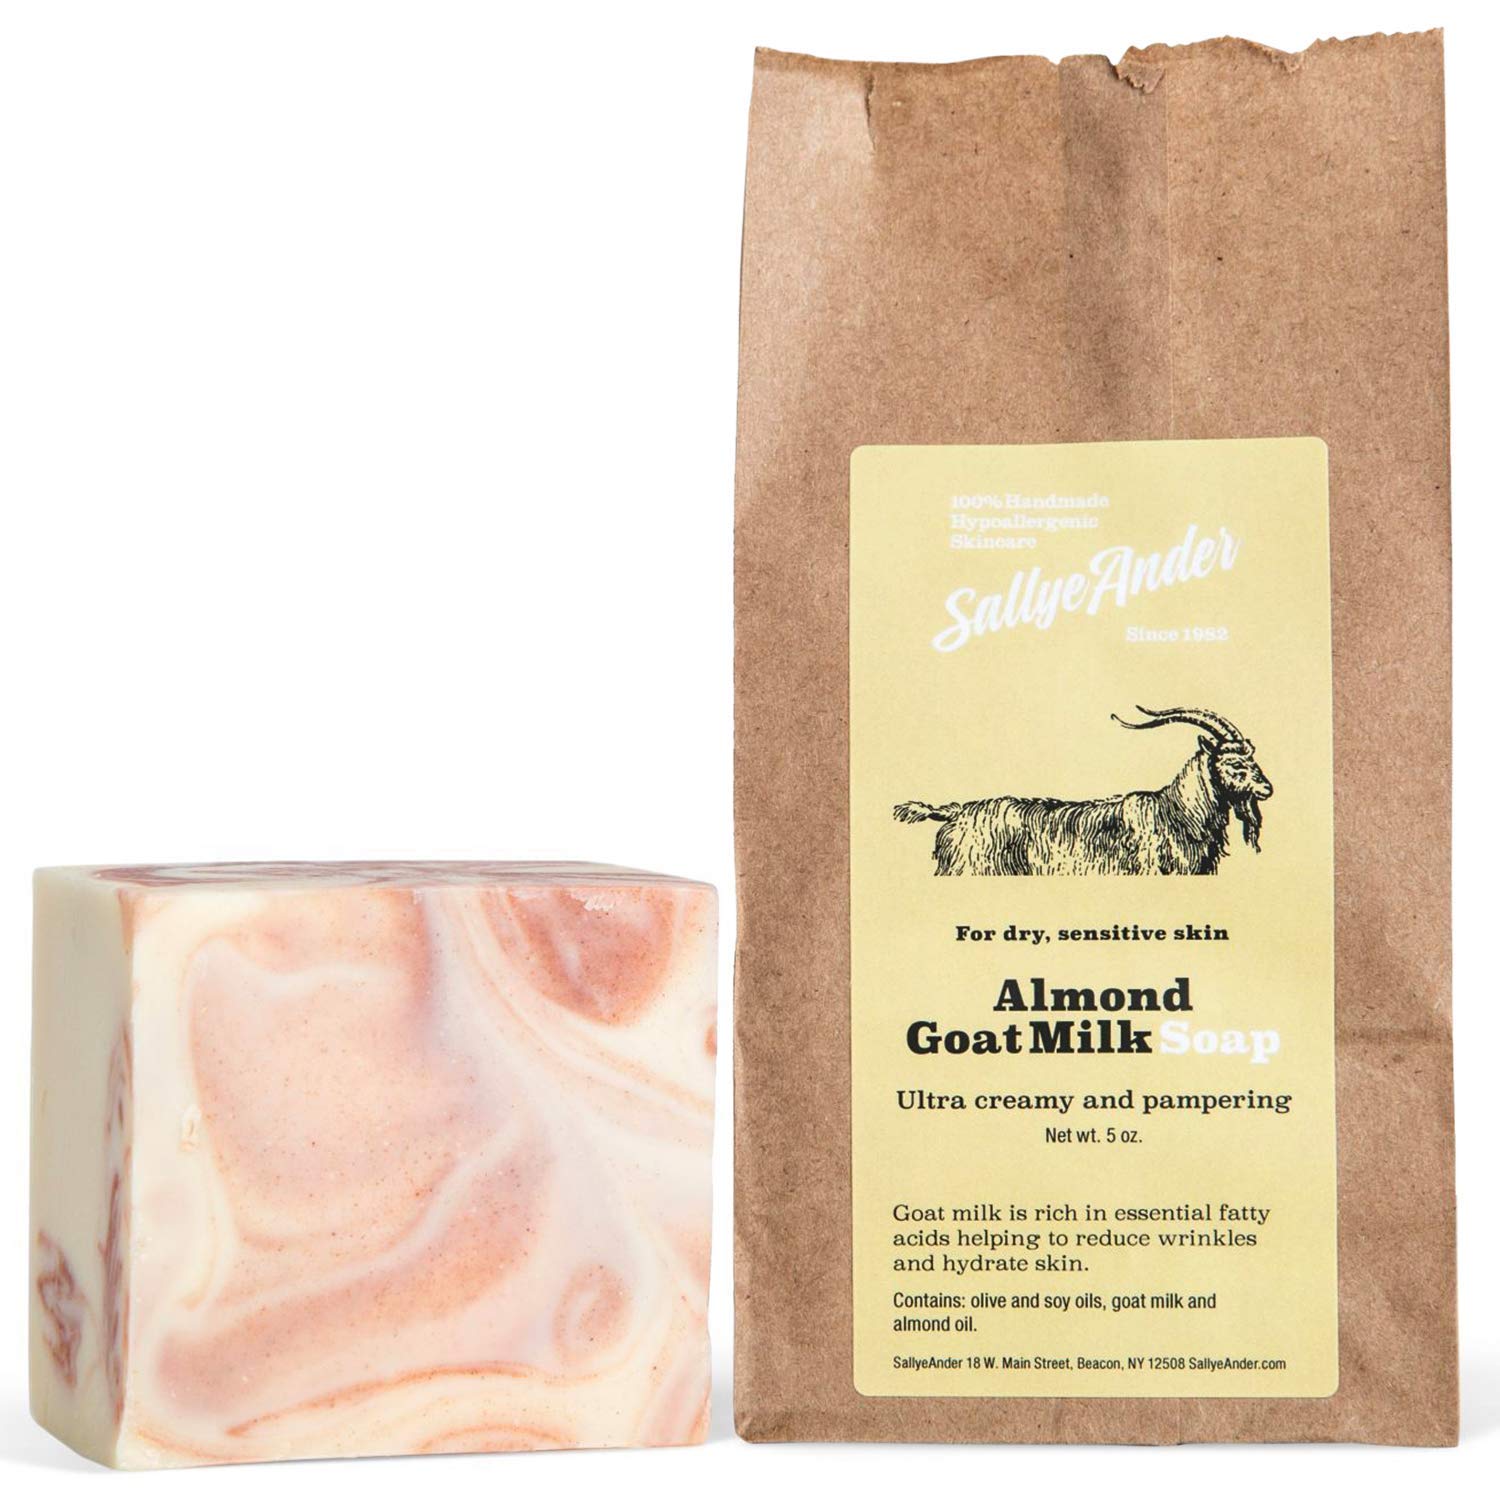 100% Handmade
Hypoallergenic
Skincare
SallyeAnder
Since 1982
For dry, sensitive skin
Almond
Goat Milk Soap
Ultra creamy and pampering
Net wt. 5 oz.
Goat milk is rich in essential fatty
acids helping to reduce wrinkles
and hydrate skin.
Contains: olive and soy oils, goat milk and
almond oil.
SallyeAnder 18 W. Main Street, Beacon, NY 12508 SallyeAnder.com